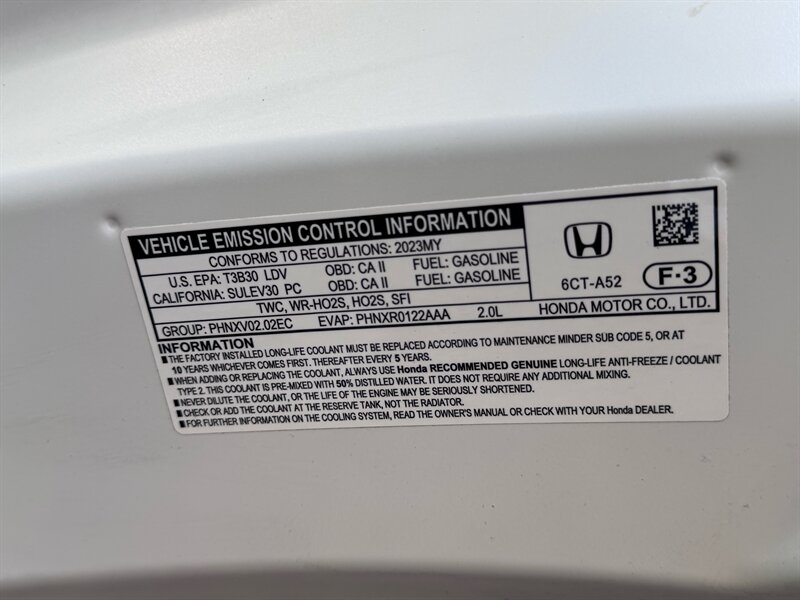 VEHICLE EMISSION CONTROL INFORMATION
CONFORMS TO REGULATIONS: 2023MY
U.S. EPA: T3B30 LDV OBD: CA II FUEL: GASOLINE
CALIFORNIA: SULEV30 PC OBD: CA II FUEL: GASOLINE
TWC, WR-HO2S, HO2S, SFI
GROUP: PHNXV02.02EC EVAP: PHNXR0122AAA 2.0L
6CT-A52 F-3
HONDA MOTOR CO., LTD.
INFORMATION
■ THE FACTORY INSTALLED LONG-LIFE COOLANT MUST BE REPLACED ACCORDING TO MAINTENANCE MINDER SUB CODE 5, OR AT
10 YEARS WHICHEVER COMES FIRST. THEREAFTER EVERY 5 YEARS.
■ WHEN ADDING OR REPLACING THE COOLANT, ALWAYS USE Honda RECOMMENDED GENUINE LONG-LIFE ANTI-FREEZE / COOLANT
TYPE 2. THIS COOLANT IS PRE-MIXED WITH 50% DISTILLED WATER. IT DOES NOT REQUIRE ANY ADDITIONAL MIXING.
■ NEVER DILUTE THE COOLANT, OR THE LIFE OF THE ENGINE MAY BE SERIOUSLY SHORTENED.
■ CHECK OR ADD THE COOLANT AT THE RESERVE TANK, NOT THE RADIATOR.
■ FOR FURTHER INFORMATION ON THE COOLING SYSTEM, READ THE OWNER'S MANUAL OR CHECK WITH YOUR Honda DEALER.